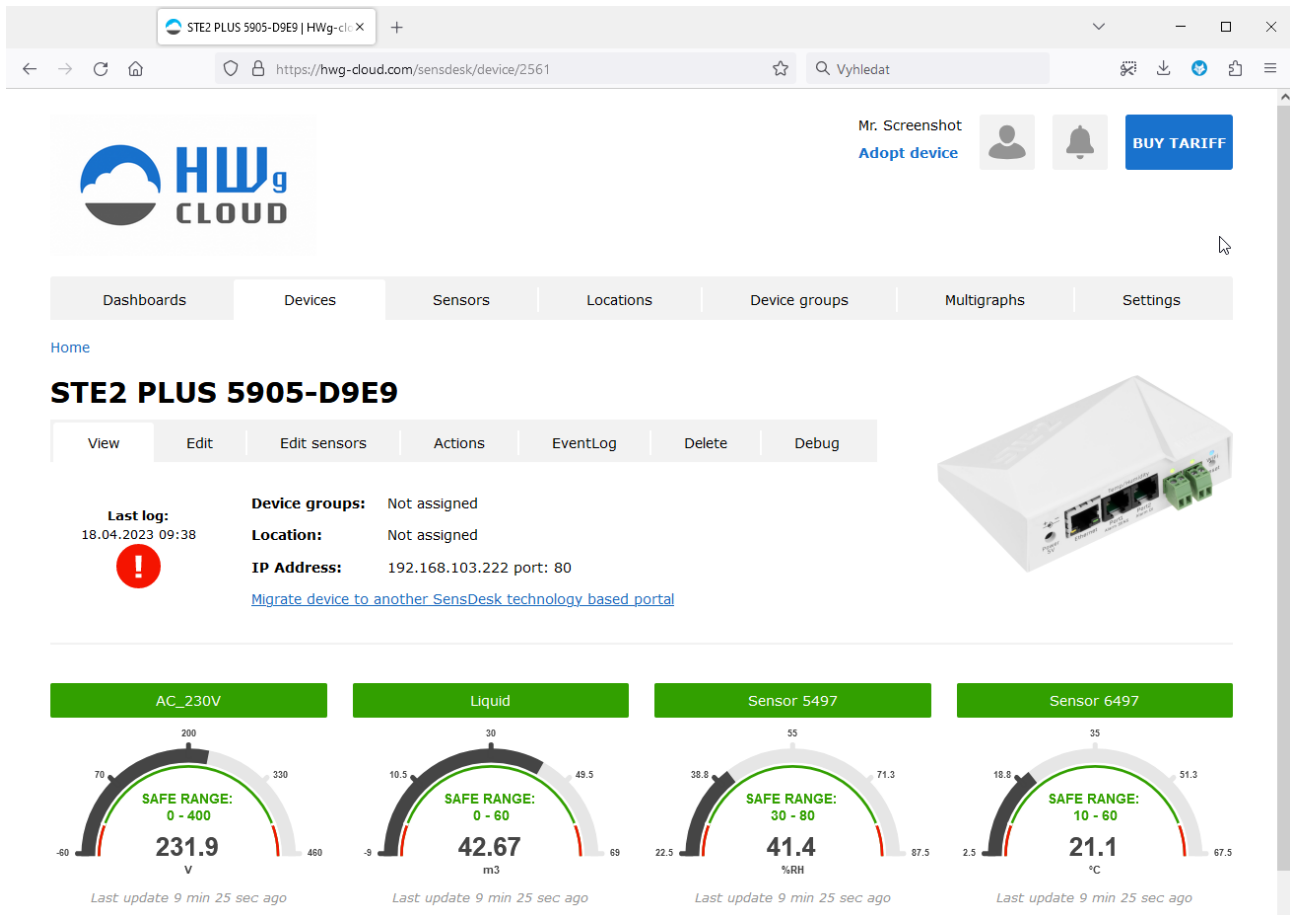 STE2 PLUS 5905-D9E9 | HWg-clo
https://hwg-cloud.com/sensdesk/device/2561
Vyhledat
HWg
CLOUD
Mr. Screenshot
Adopt device
BUY TARIFF
Dashboards Devices Sensors Locations Device groups Multigraphs Settings
Home
STE2 PLUS 5905-D9E9
View Edit Edit sensors Actions EventLog Delete Debug
Last log:
18.04.2023 09:38
!
Device groups: Not assigned
Location: Not assigned
IP Address: 192.168.103.222 port: 80
Migrate device to another SensDesk technology based portal
Ethernet
Power
5V
AC_230V
200
70 330
SAFE RANGE:
0 - 400
-60 231.9 460
V
Last update 9 min 25 sec ago
Liquid
30
10.5 49.5
SAFE RANGE:
0 - 60
-9 42.67 69
m3
Last update 9 min 25 sec ago
Sensor 5497
55
38.8 71.3
SAFE RANGE:
30 - 80
22.5 41.4 87.5
%RH
Last update 9 min 25 sec ago
Sensor 6497
35
18.8 51.3
SAFE RANGE:
10 - 60
2.5 21.1 67.5
°C
Last update 9 min 25 sec ago